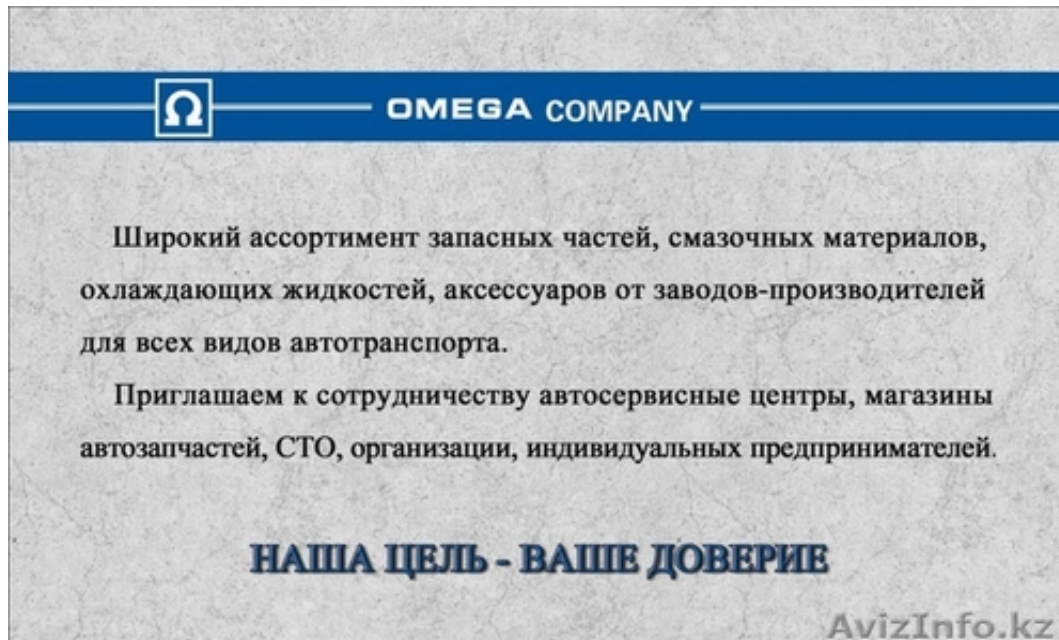 Ω OMEGA COMPANY
Широкий ассортимент запасных частей, смазочных материалов,
охлаждающих жидкостей, аксессуаров от заводов-производителей
для всех видов автотранспорта.
Приглашаем к сотрудничеству автосервисные центры, магазины
автозапчастей, СТО, организации, индивидуальных предпринимателей.
НАША ЦЕЛЬ - ВАШЕ ДОВЕРИЕ
AvizInfo.kz